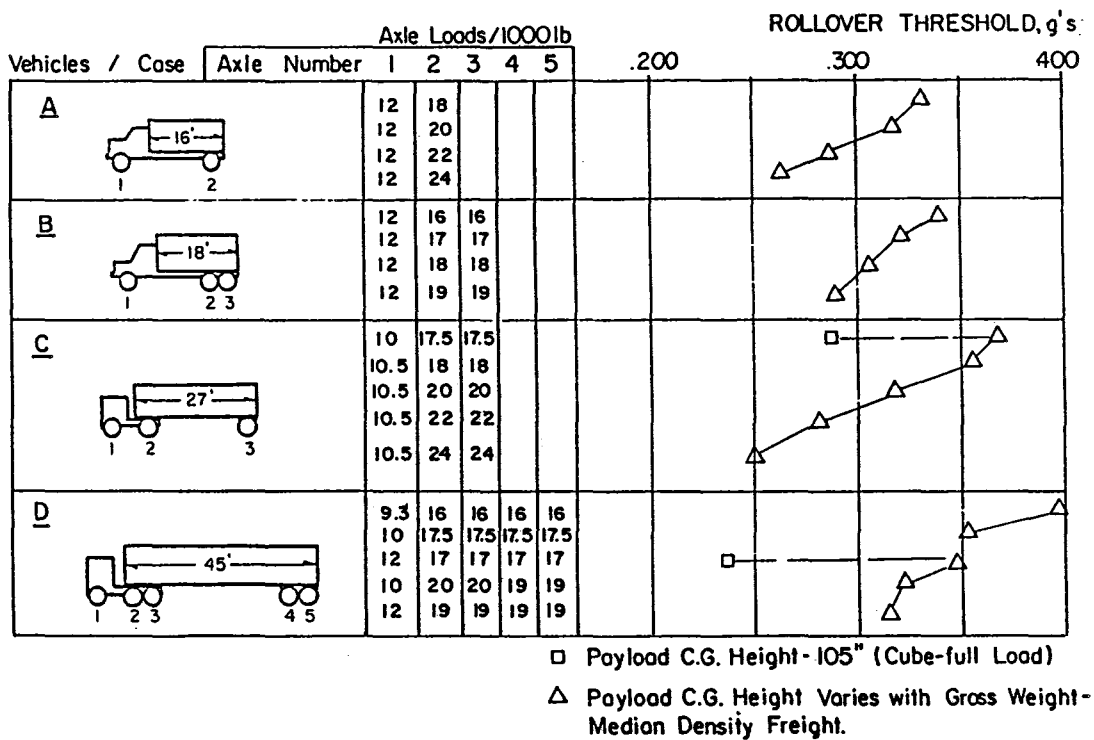 ROLLOVER THRESHOLD, g's
Axle Loads/1000 lb
Vehicles / Case Axle Number 1 2 3 4 5 .200 .300 .400
A
16'
1 2
12 18
12 20
12 22
12 24
B
18'
1 2 3
12 16 16
12 17 17
12 18 18
12 19 19
C
27'
1 2 3
10 17.5 17.5
10.5 18 18
10.5 20 20
10.5 22 22
10.5 24 24
D
45'
1 2 3 4 5
9.3 16 16 16 16
10 17.5 17.5 17.5 17.5
12 17 17 17 17
10 20 20 19 19
12 19 19 19 19
Payload C.G. Height - 105" (Cube-full Load)
Payload C.G. Height Varies with Gross Weight-
Median Density Freight.